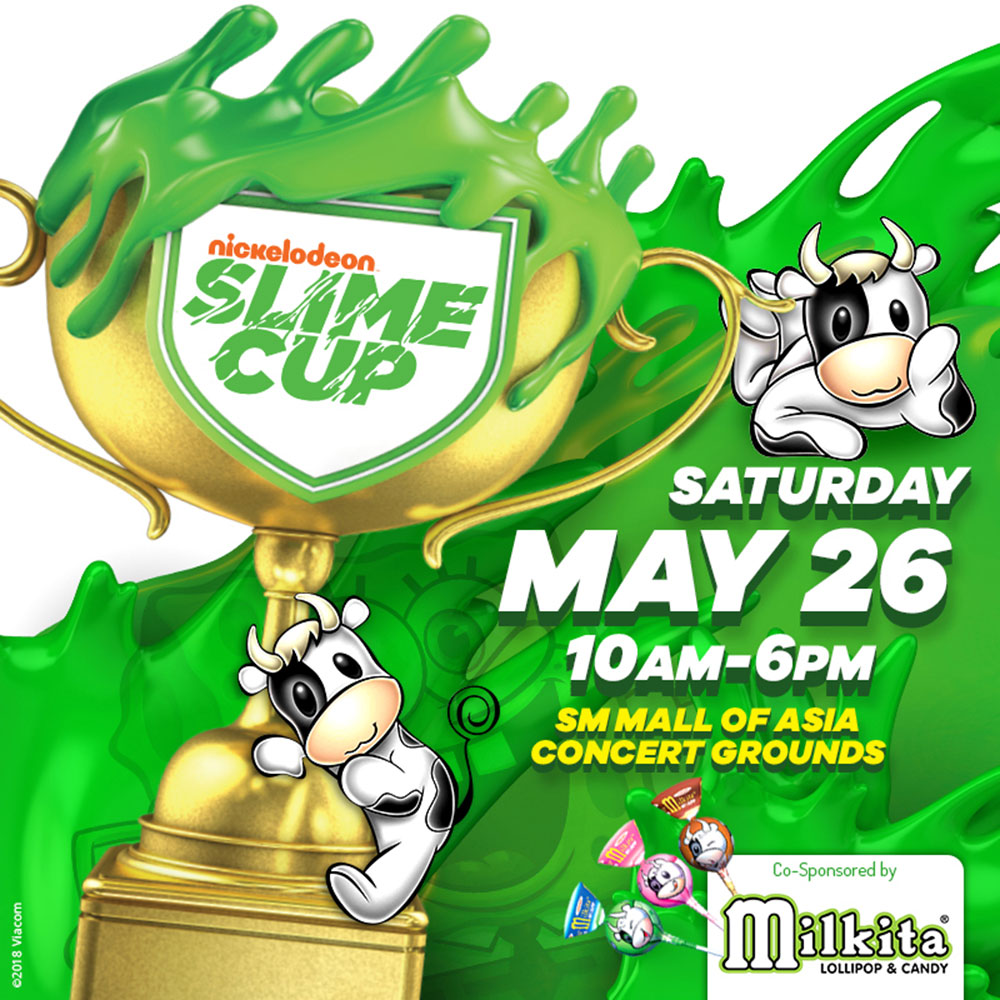 nickelodeon
SLIME
CUP
SATURDAY
MAY 26
10AM-6PM
SM MALL OF ASIA
CONCERT GROUNDS
Co-Sponsored by
Milkita®
LOLLIPOP & CANDY
©2018 Viacom